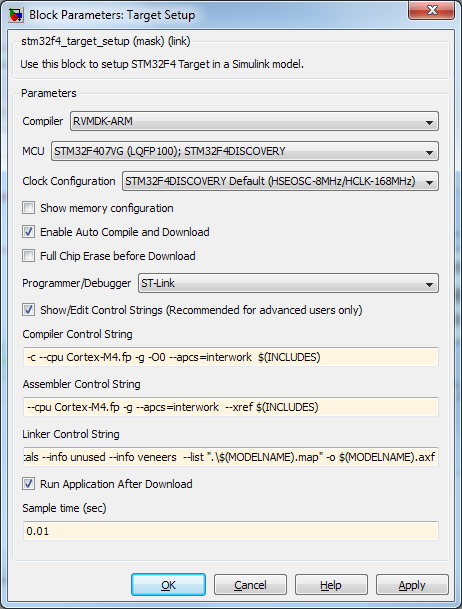 Block Parameters: Target Setup
stm32f4_target_setup (mask) (link)
Use this block to setup STM32F4 Target in a Simulink model.
Parameters
Compiler RVMDK-ARM
MCU STM32F407VG (LQFP100); STM32F4DISCOVERY
Clock Configuration STM32F4DISCOVERY Default (HSEOSC-8MHz/HCLK-168MHz)
Show memory configuration
Enable Auto Compile and Download
Full Chip Erase before Download
Programmer/Debugger ST-Link
Show/Edit Control Strings (Recommended for advanced users only)
Compiler Control String
-c --cpu Cortex-M4.fp -g -O0 --apcs=interwork $(INCLUDES)
Assembler Control String
--cpu Cortex-M4.fp -g --apcs=interwork --xref $(INCLUDES)
Linker Control String
tals --info unused --info veneers --list ".\$(MODELNAME).map" -o $(MODELNAME).axf
Run Application After Download
Sample time (sec)
0.01
OK Cancel Help Apply